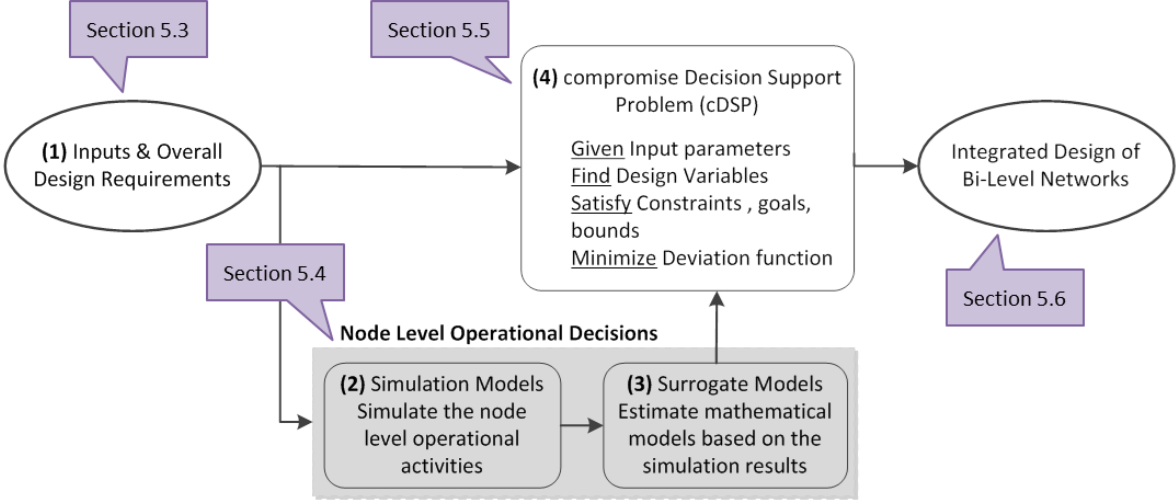 Section 5.3
Section 5.5
(1) Inputs & Overall
Design Requirements
(4) compromise Decision Support
Problem (cDSP)
Given Input parameters
Find Design Variables
Satisfy Constraints , goals,
bounds
Minimize Deviation function
Integrated Design of
Bi-Level Networks
Section 5.4
Section 5.6
Node Level Operational Decisions
(2) Simulation Models
Simulate the node
level operational
activities
(3) Surrogate Models
Estimate mathematical
models based on the
simulation results